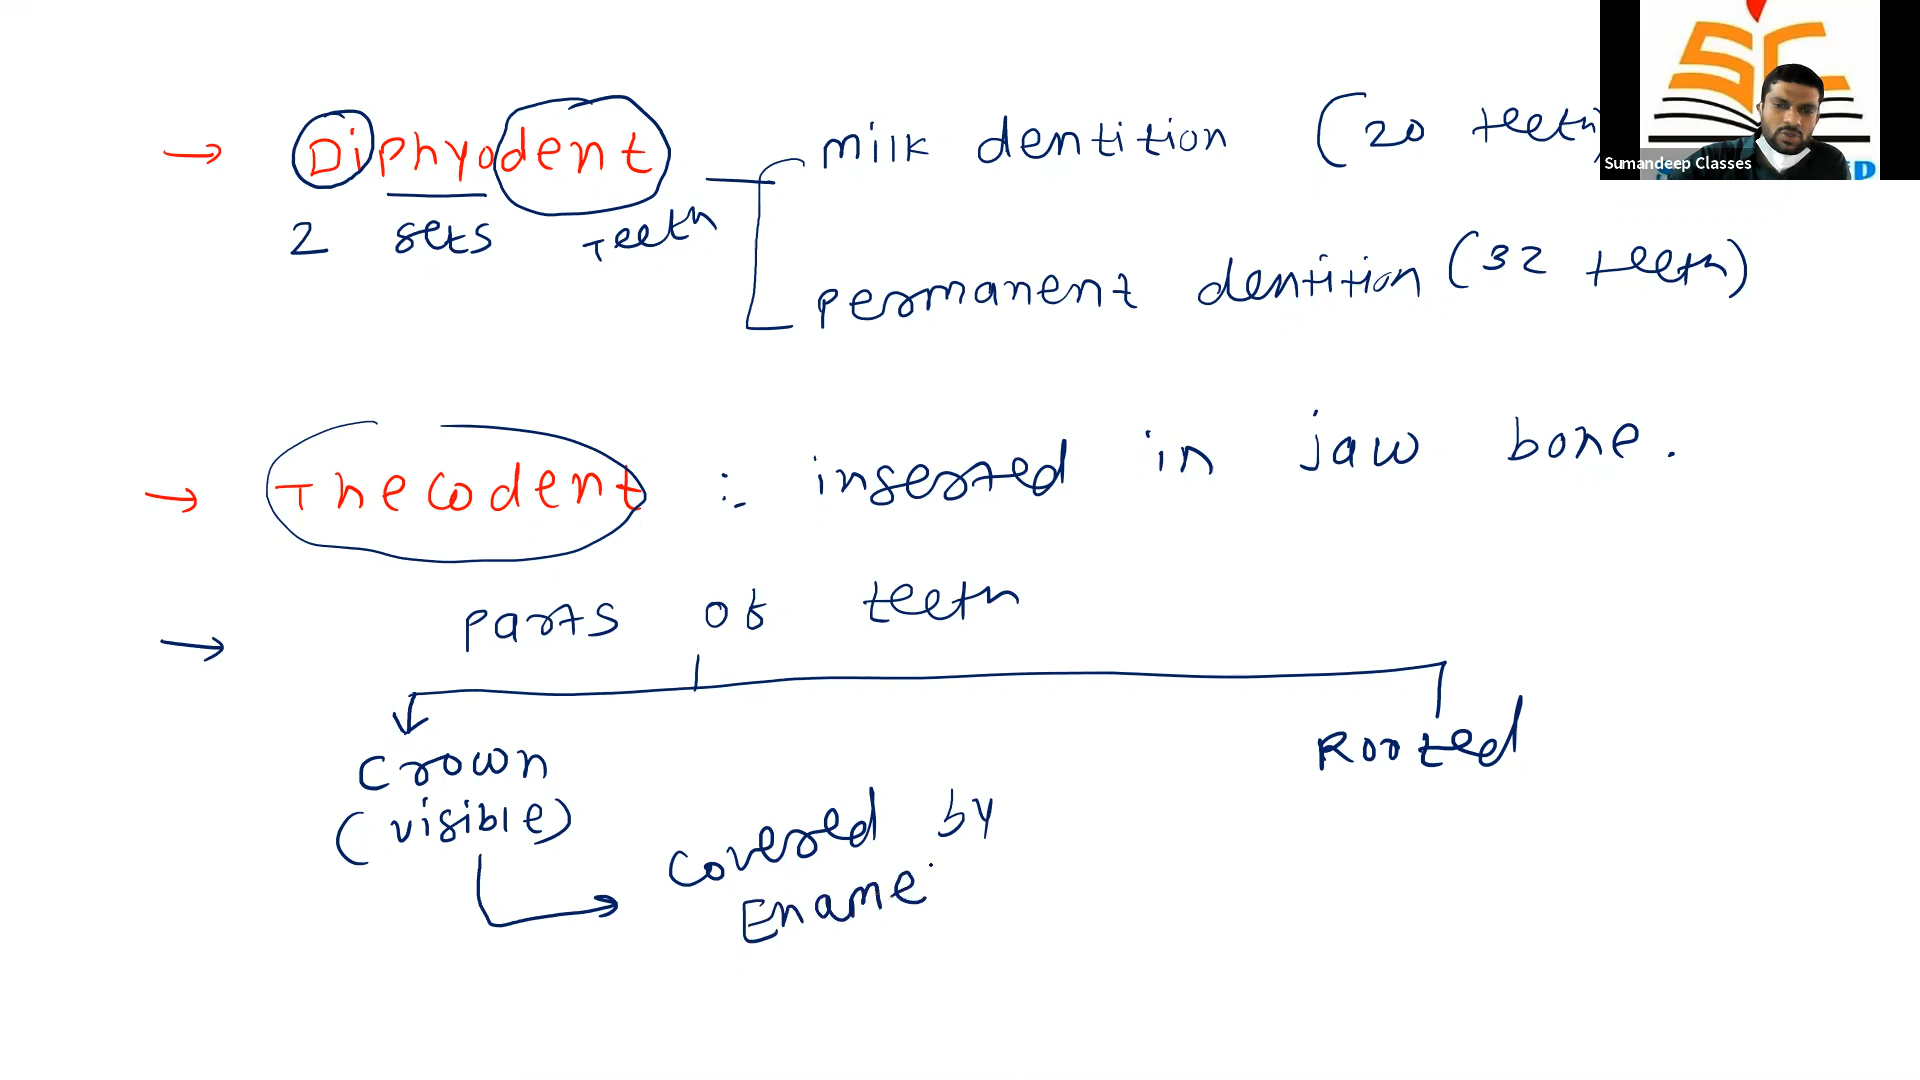 → Diphyodent milk dentition (20 teeth)
2 sets Teeth
permanent dentition (32 teeth)
→ Thecodent :- inserted in jaw bone.
→ parts of teeth
Crown Rooted
(visible)
Covered by
Ename
SC
Sumandeep Classes
P